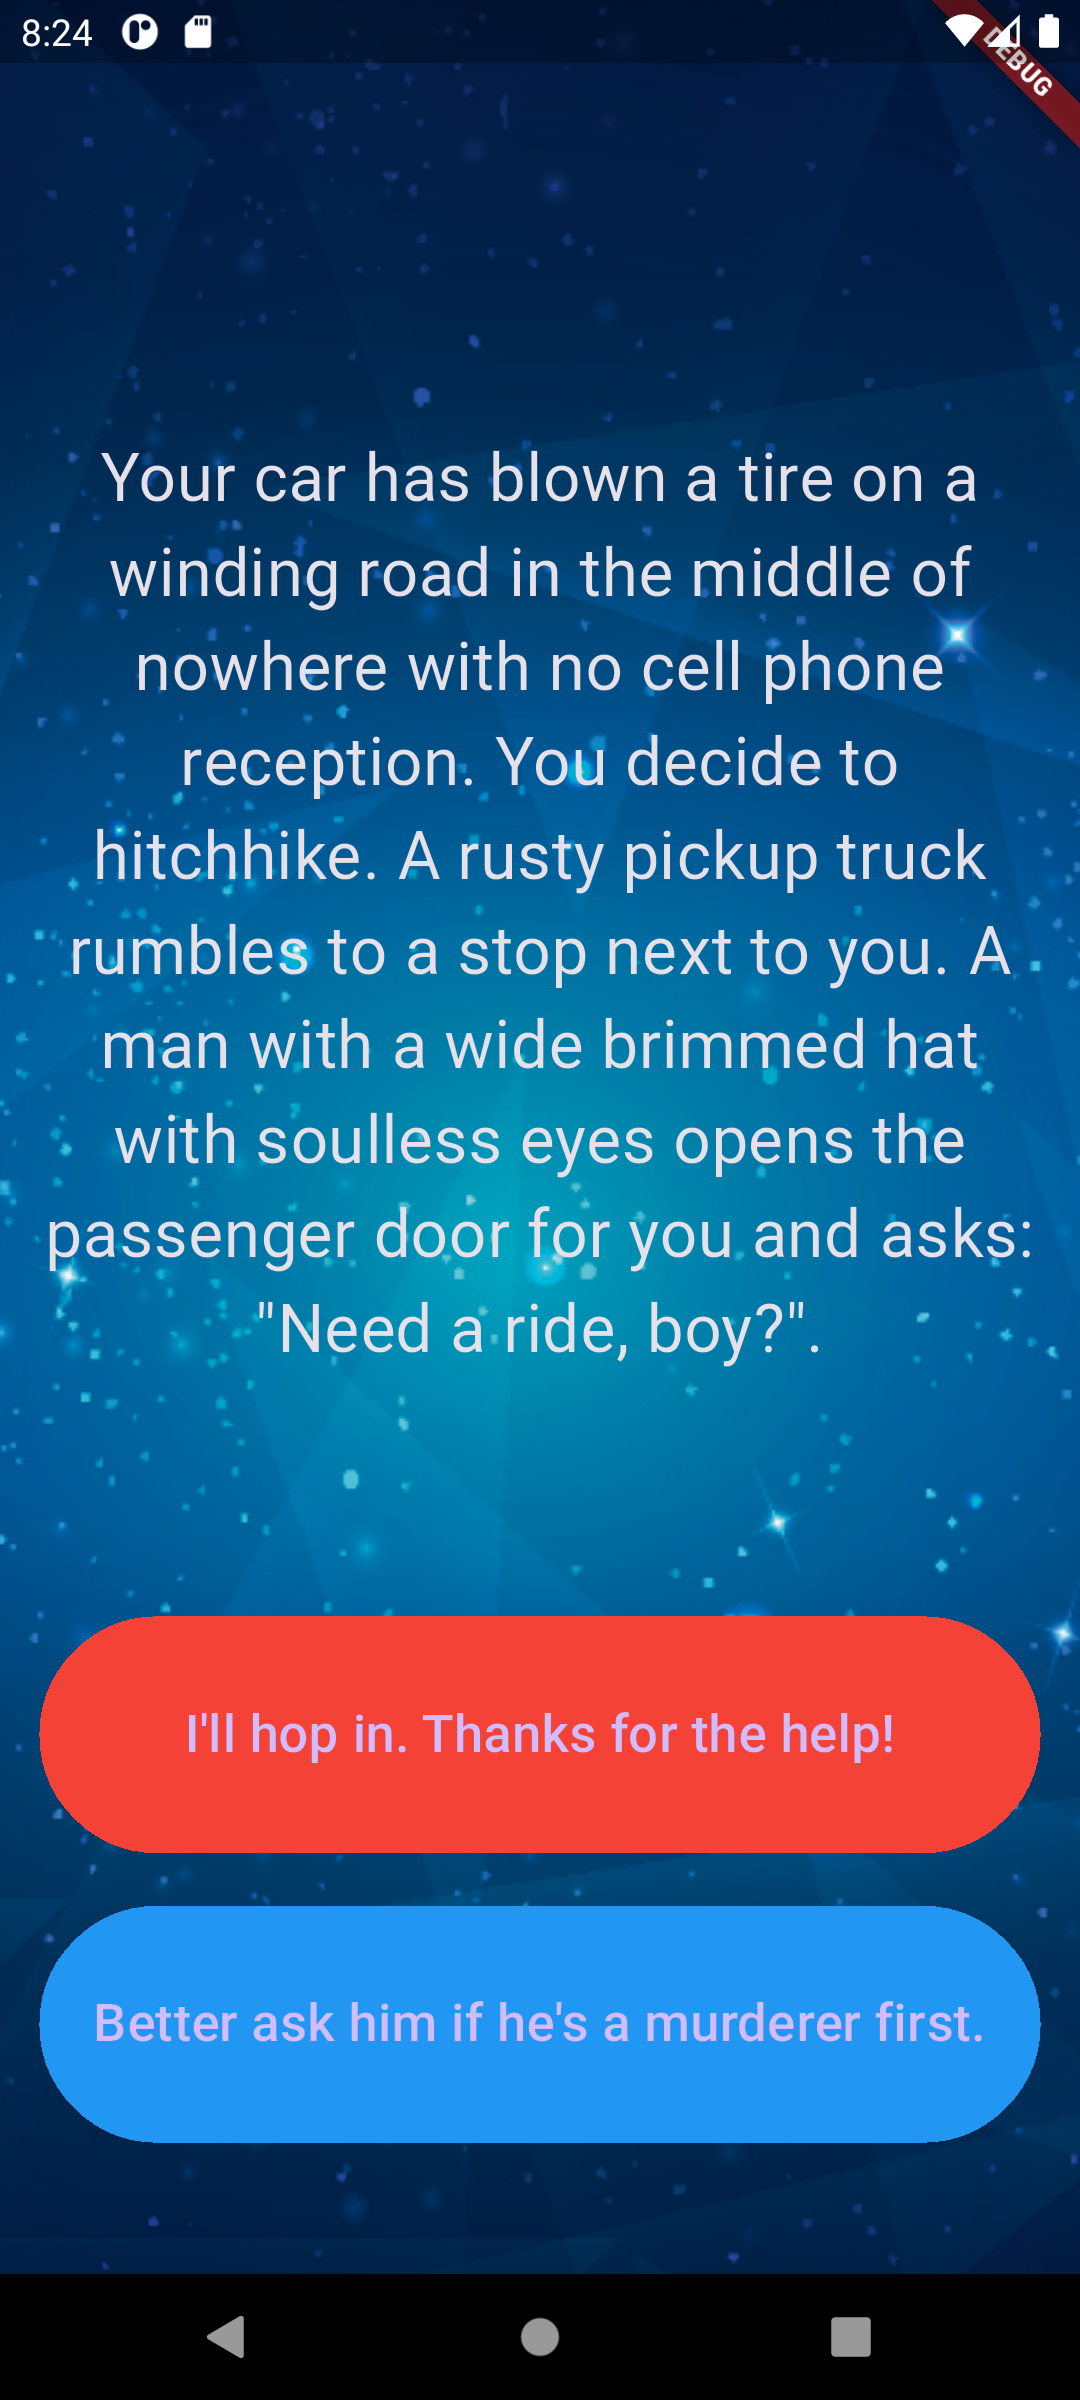 8:24
DEBUG
Your car has blown a tire on a
winding road in the middle of
nowhere with no cell phone
reception. You decide to
hitchhike. A rusty pickup truck
rumbles to a stop next to you. A
man with a wide brimmed hat
with soulless eyes opens the
passenger door for you and asks:
"Need a ride, boy?".
I'll hop in. Thanks for the help!
Better ask him if he's a murderer first.